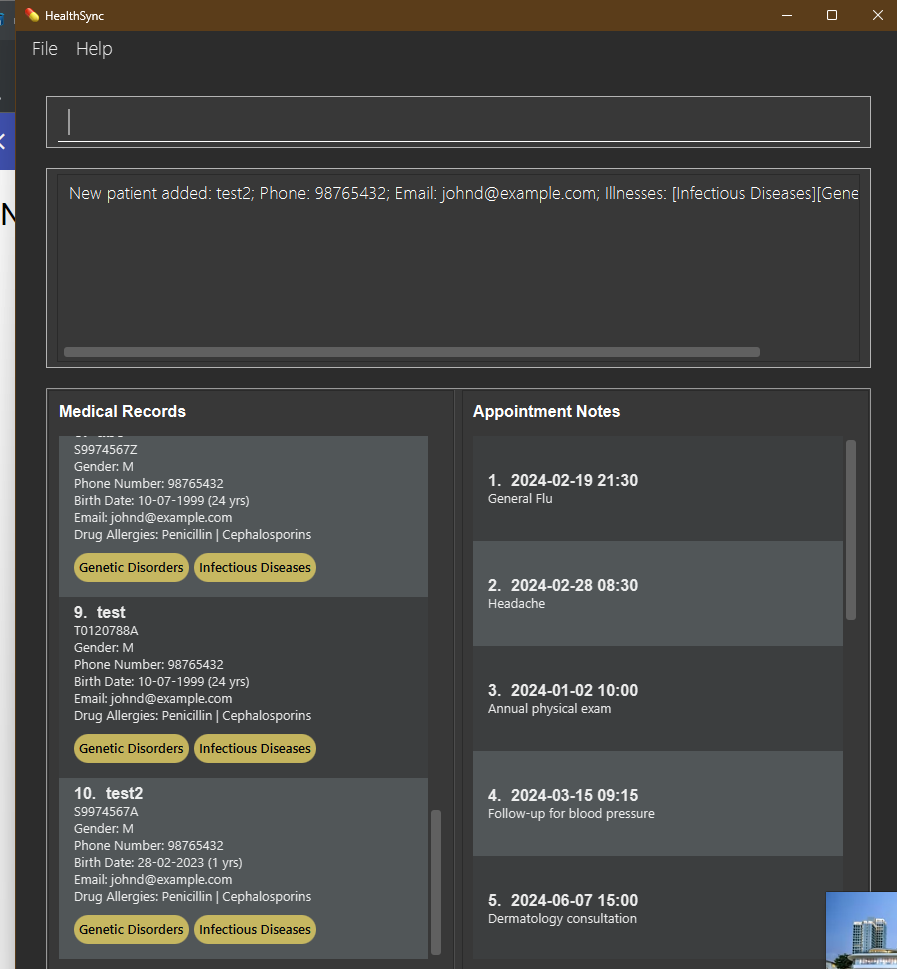 HealthSync
File Help
New patient added: test2; Phone: 98765432; Email: johnd@example.com; Illnesses: [Infectious Diseases][Gene
Medical Records
S9974567Z
Gender: M
Phone Number: 98765432
Birth Date: 10-07-1999 (24 yrs)
Email: johnd@example.com
Drug Allergies: Penicillin | Cephalosporins
Genetic Disorders Infectious Diseases
9. test
T0120788A
Gender: M
Phone Number: 98765432
Birth Date: 10-07-1999 (24 yrs)
Email: johnd@example.com
Drug Allergies: Penicillin | Cephalosporins
Genetic Disorders Infectious Diseases
10. test2
S9974567A
Gender: M
Phone Number: 98765432
Birth Date: 28-02-2023 (1 yrs)
Email: johnd@example.com
Drug Allergies: Penicillin | Cephalosporins
Genetic Disorders Infectious Diseases
Appointment Notes
1. 2024-02-19 21:30
General Flu
2. 2024-02-28 08:30
Headache
3. 2024-01-02 10:00
Annual physical exam
4. 2024-03-15 09:15
Follow-up for blood pressure
5. 2024-06-07 15:00
Dermatology consultation